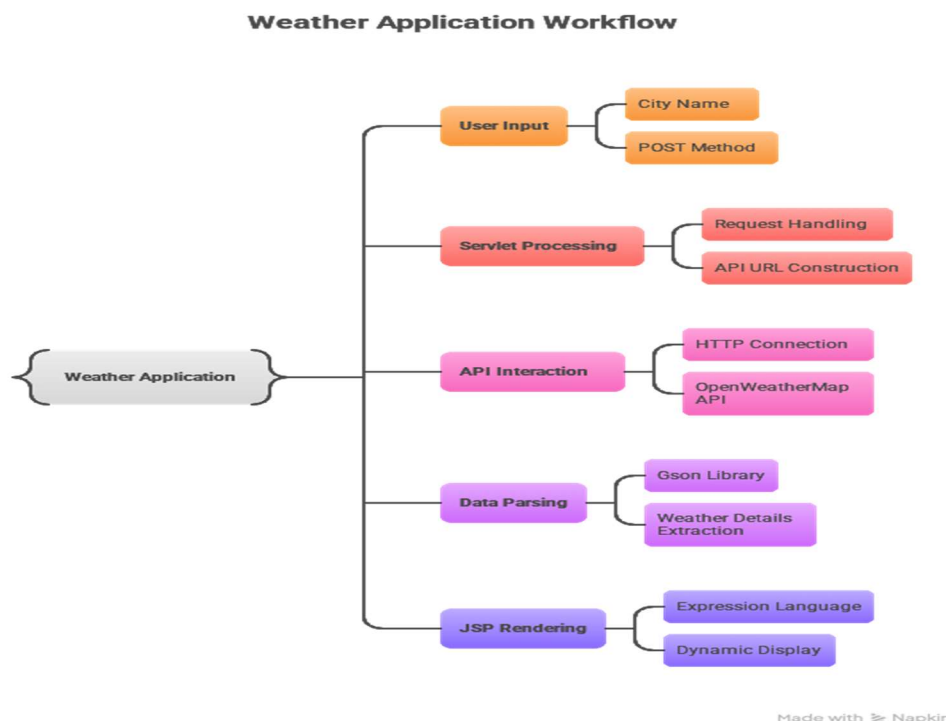 Weather Application Workflow
City Name
User Input
POST Method
Request Handling
Servlet Processing
API URL Construction
HTTP Connection
API Interaction
OpenWeatherMap
API
Weather Application
Gson Library
Data Parsing
Weather Details
Extraction
Expression Language
JSP Rendering
Dynamic Display
Made with Napkin